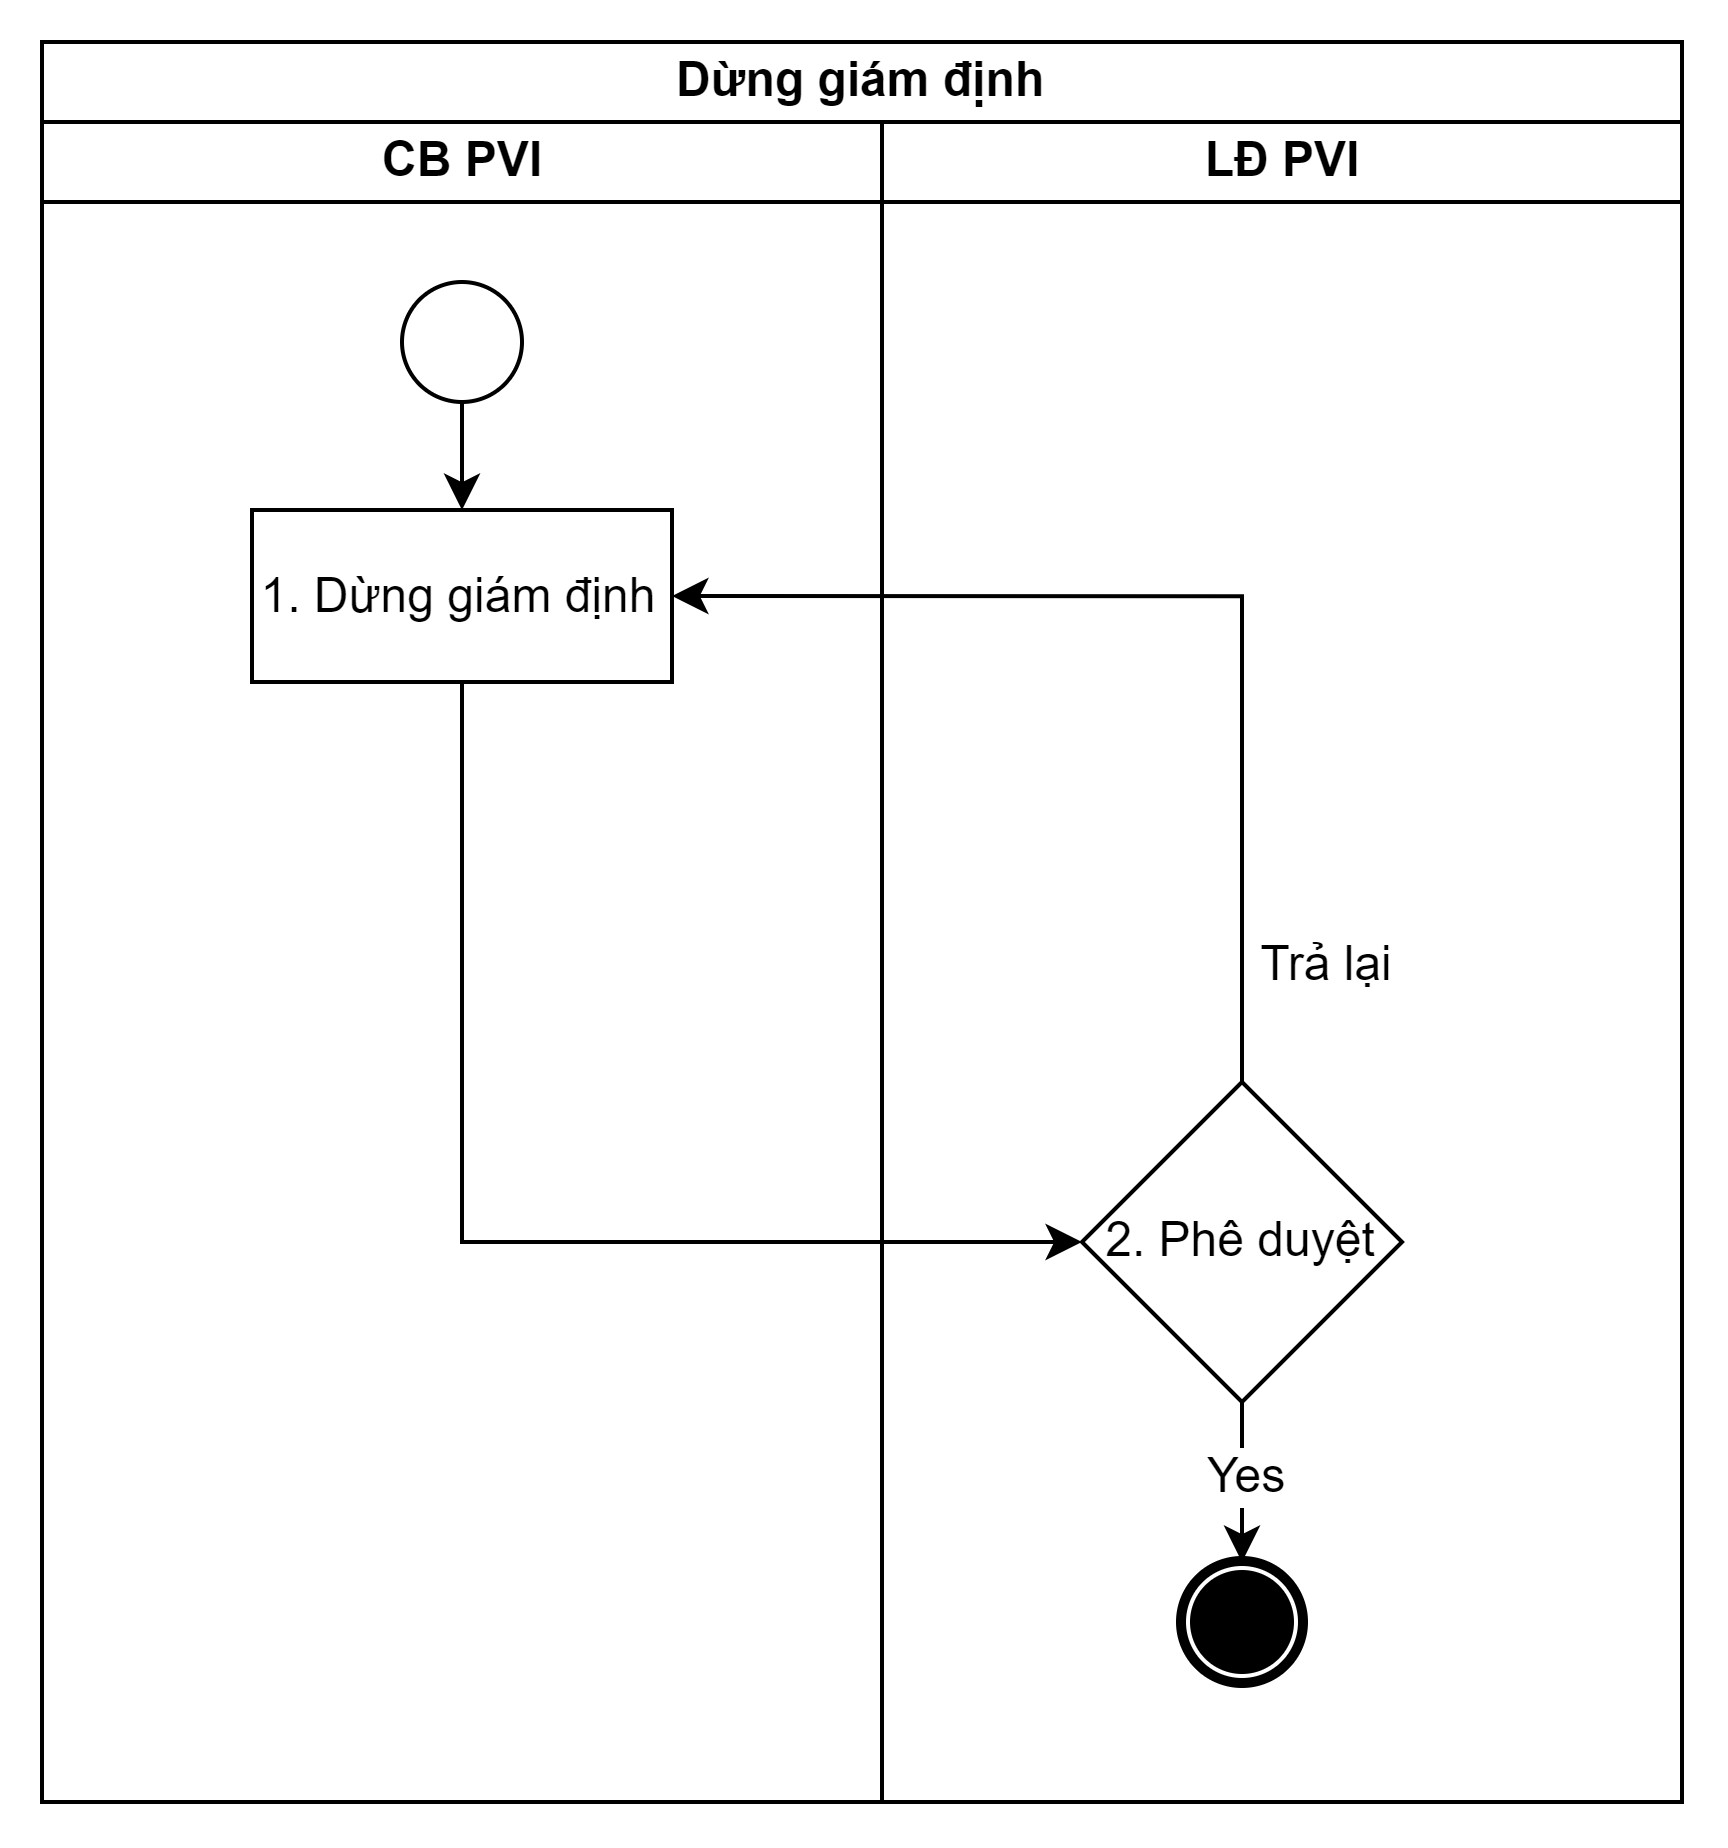 Dừng giám định
CB PVI
LĐ PVI
1. Dừng giám định
Trả lại
2. Phê duyệt
Yes